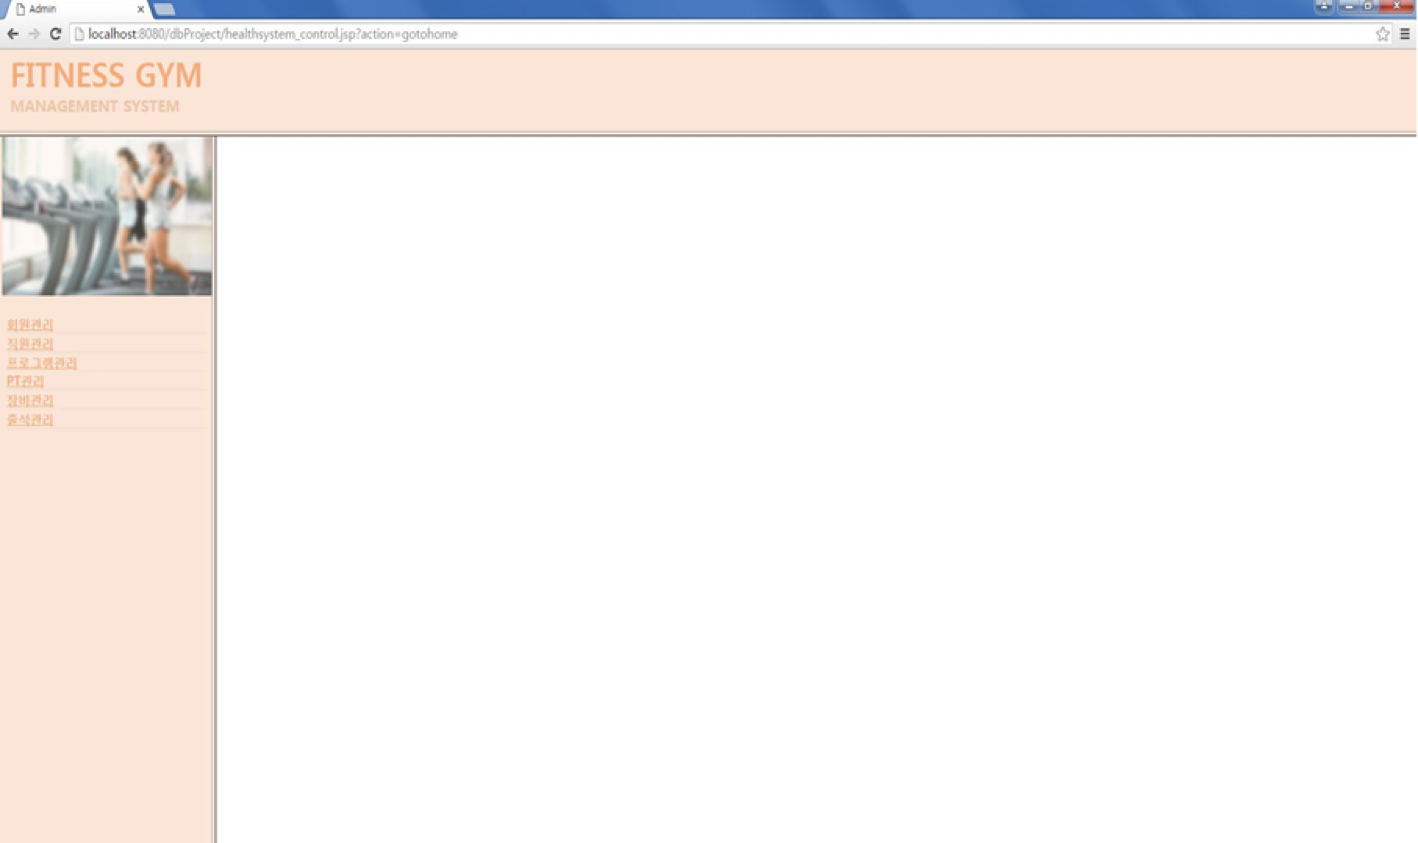 Admin
localhost:8080/dbProject/healthsystem_control.jsp?action=gotohome
FITNESS GYM
MANAGEMENT SYSTEM
회원관리
직원관리
프로그램관리
PT관리
장비관리
출석관리